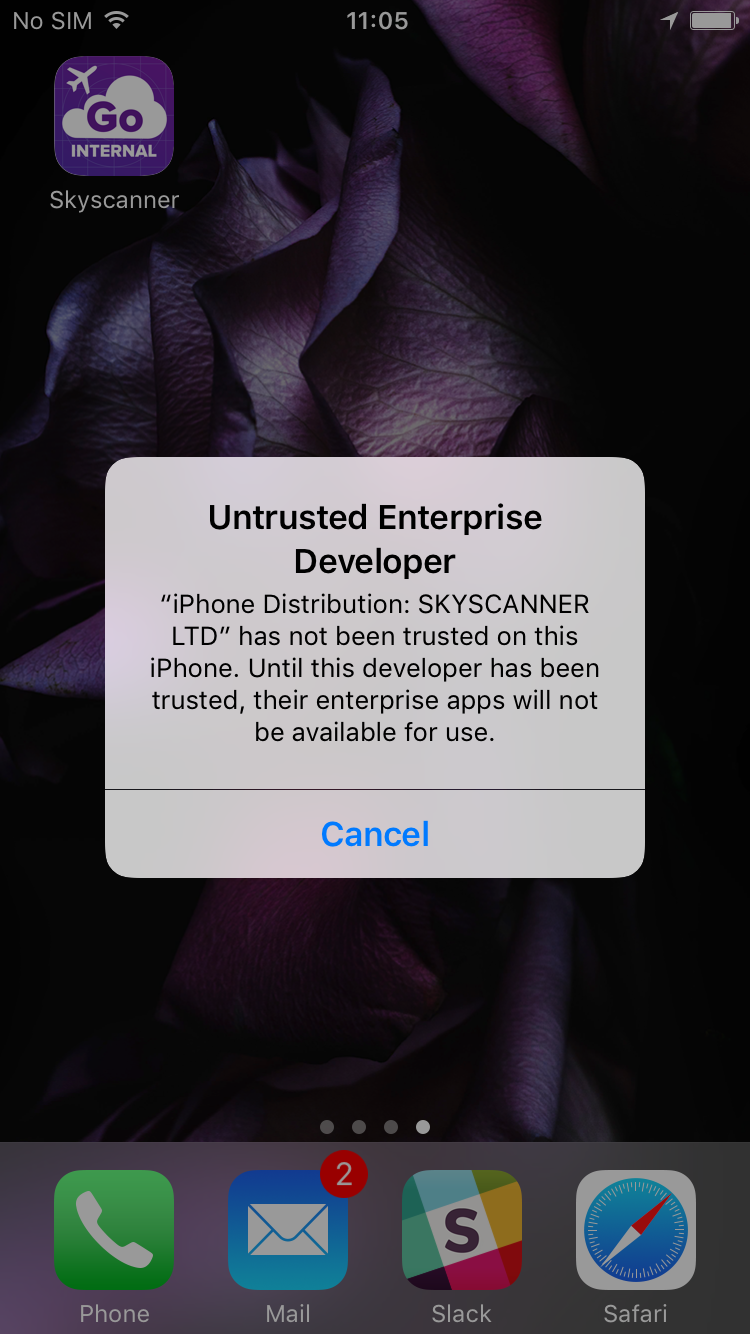 No SIM 11:05
Go
INTERNAL
Skyscanner
Untrusted Enterprise
Developer
“iPhone Distribution: SKYSCANNER
LTD” has not been trusted on this
iPhone. Until this developer has been
trusted, their enterprise apps will not
be available for use.
Cancel
2
S
Phone Mail Slack Safari